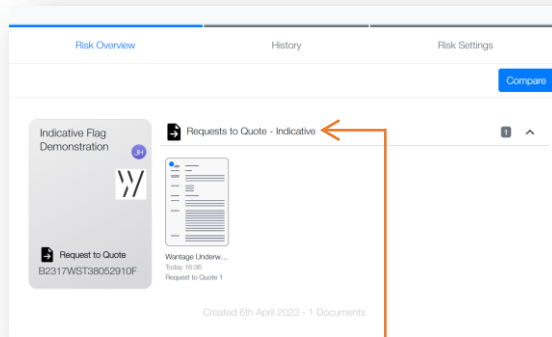 Risk Overview
History
Risk Settings
Compare
Indicative Flag
Demonstration
JH
Requests to Quote - Indicative
1
Request to Quote
B2317WST38052910F
Wantage Underw...
Today 16:06
Request to Quote 1
Created 6th April 2023 - 1 Documents